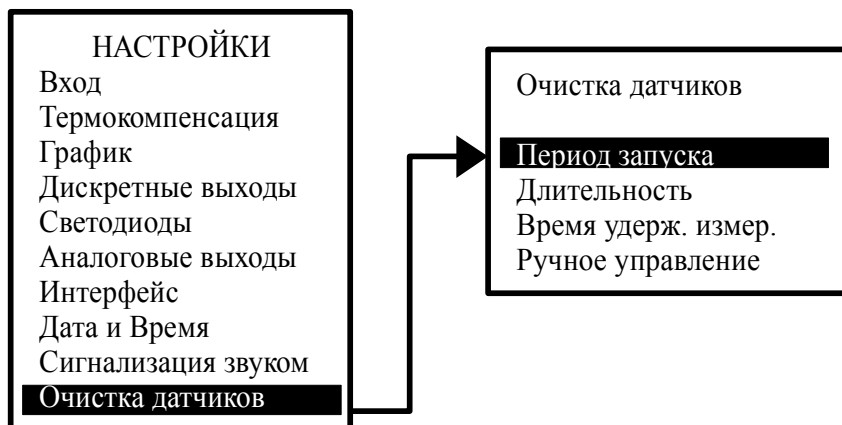 НАСТРОЙКИ
Вход
Термокомпенсация
График
Дискретные выходы
Светодиоды
Аналоговые выходы
Интерфейс
Дата и Время
Сигнализация звуком
Очистка датчиков
Очистка датчиков
Период запуска
Длительность
Время удерж. измер.
Ручное управление